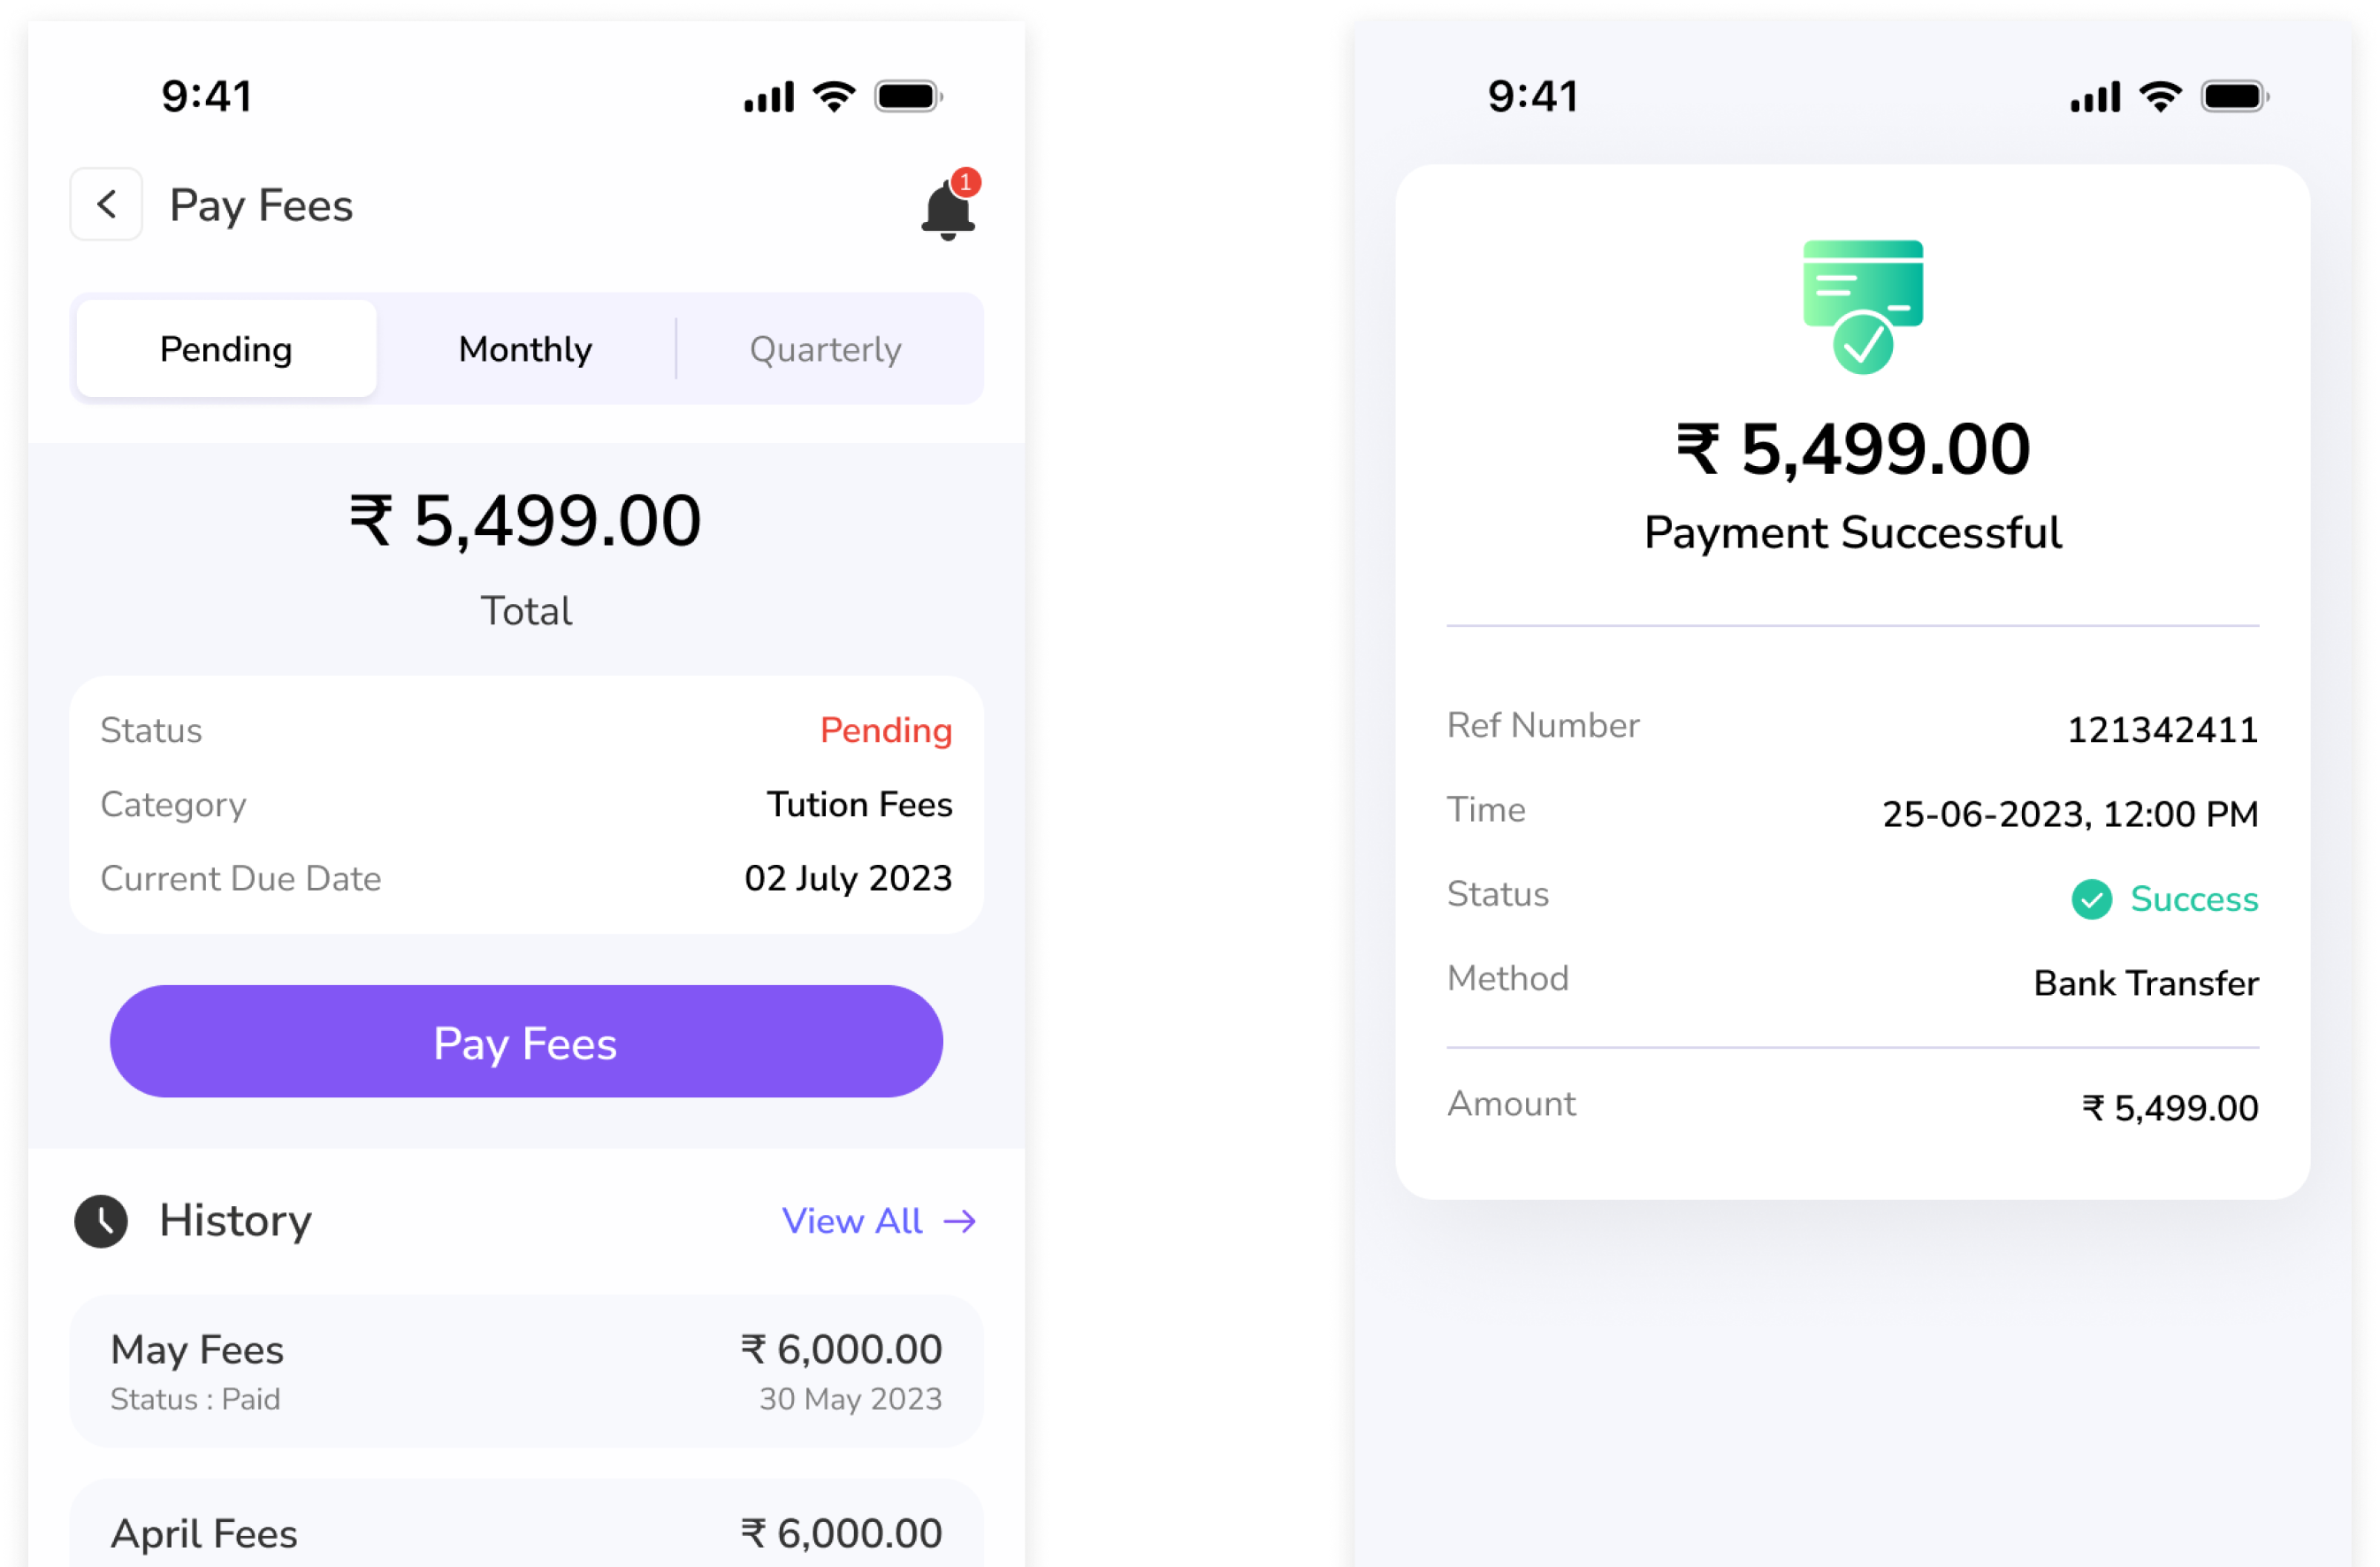 9:41
Pay Fees
1
Pending Monthly Quarterly
₹ 5,499.00
Total
Status Pending
Category Tution Fees
Current Due Date 02 July 2023
Pay Fees
History View All →
May Fees ₹ 6,000.00
Status : Paid 30 May 2023
April Fees ₹ 6,000.00
9:41
₹ 5,499.00
Payment Successful
Ref Number 121342411
Time 25-06-2023, 12:00 PM
Status Success
Method Bank Transfer
Amount ₹ 5,499.00